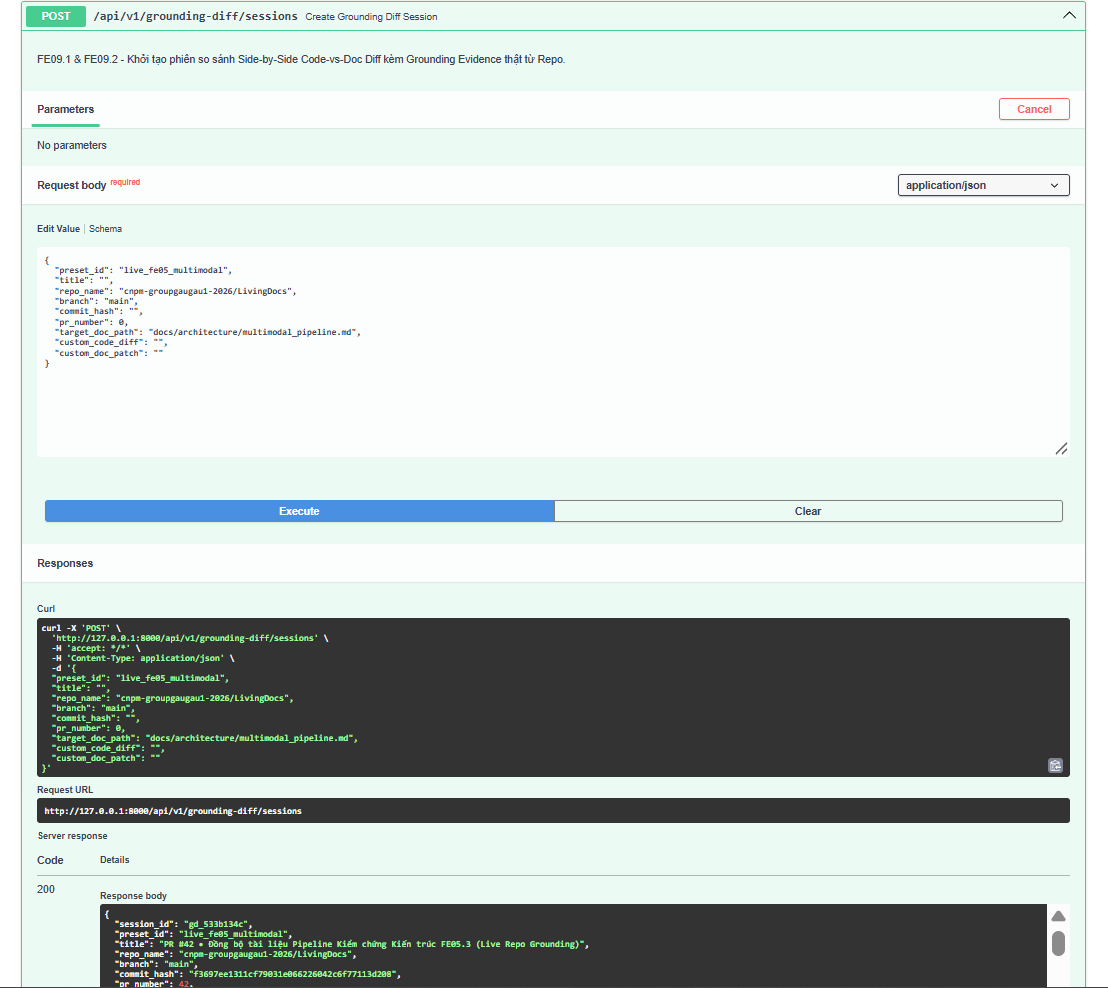 POST /api/v1/grounding-diff/sessions Create Grounding Diff Session
FE09.1 & FE09.2 - Khởi tạo phiên so sánh Side-by-Side Code-vs-Doc Diff kèm Grounding Evidence thật từ Repo.
Parameters
Cancel
No parameters
Request body required
application/json
Edit Value | Schema
{
"preset_id": "live_fe05_multimodal",
"title": "",
"repo_name": "cnpm-groupgaugau1-2026/LivingDocs",
"branch": "main",
"commit_hash": "",
"pr_number": 0,
"target_doc_path": "docs/architecture/multimodal_pipeline.md",
"custom_code_diff": "",
"custom_doc_patch": ""
}
Execute
Clear
Responses
Curl
curl -X 'POST' \
'http://127.0.0.1:8000/api/v1/grounding-diff/sessions' \
-H 'accept: */*' \
-H 'Content-Type: application/json' \
-d '{
"preset_id": "live_fe05_multimodal",
"title": "",
"repo_name": "cnpm-groupgaugau1-2026/LivingDocs",
"branch": "main",
"commit_hash": "",
"pr_number": 0,
"target_doc_path": "docs/architecture/multimodal_pipeline.md",
"custom_code_diff": "",
"custom_doc_patch": ""
}'
Request URL
http://127.0.0.1:8000/api/v1/grounding-diff/sessions
Server response
Code
Details
200
Response body
{
"session_id": "gd_533b134c",
"preset_id": "live_fe05_multimodal",
"title": "PR #42 • Đồng bộ tài liệu Pipeline Kiểm chứng Kiến trúc FE05.3 (Live Repo Grounding)",
"repo_name": "cnpm-groupgaugau1-2026/LivingDocs",
"branch": "main",
"commit_hash": "f3697ee1311cf79031e066226042c6f77113d208",
"pr_number": 42,